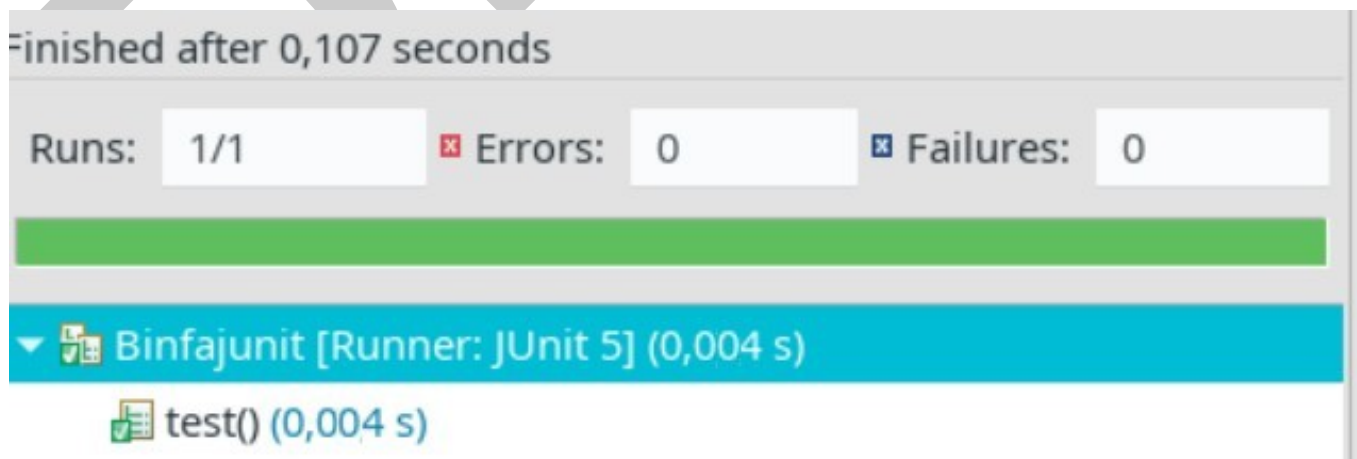 Finished after 0,107 seconds
Runs: 1/1 Errors: 0 Failures: 0
Binfajunit [Runner: JUnit 5] (0,004 s)
test() (0,004 s)